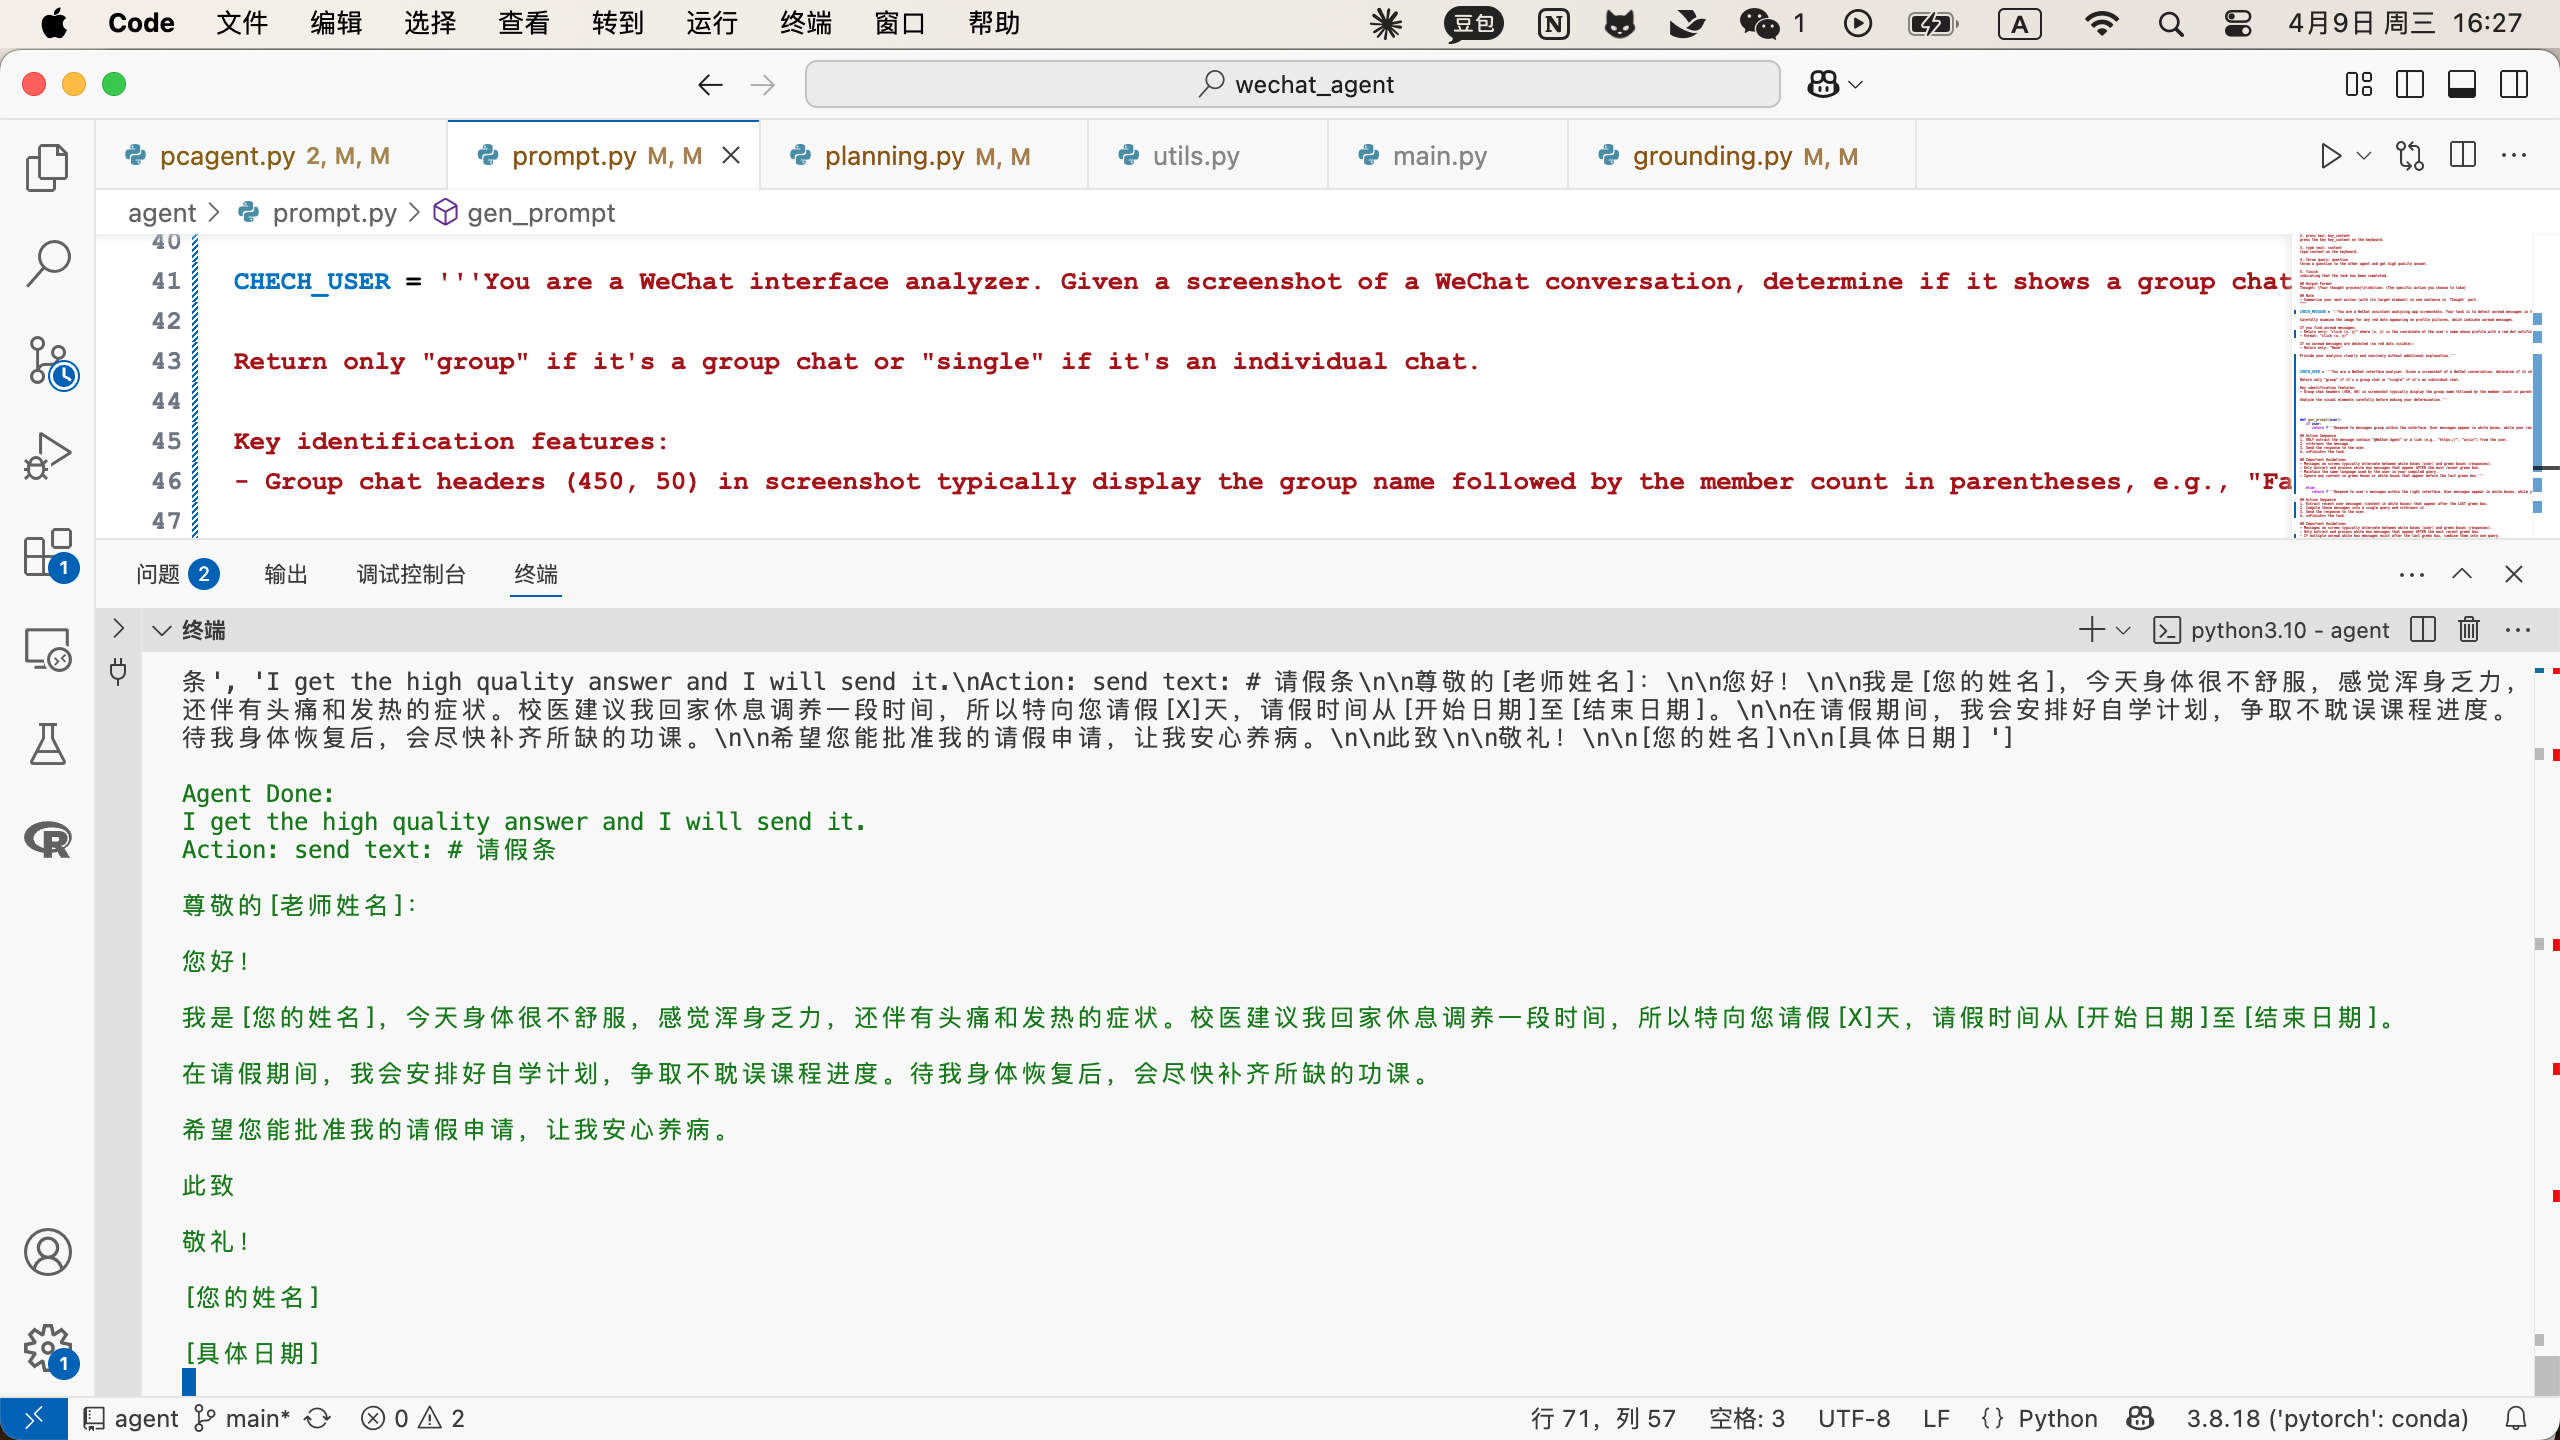 Code 文件 编辑 选择 查看 转到 运行 终端 窗口 帮助 豆包 N 1 A 4月9日 周三 16:27
wechat_agent
pcagent.py 2, M, M prompt.py M, M planning.py M, M utils.py main.py grounding.py M, M
agent > prompt.py > gen_prompt
40
41 CHECH_USER = '''You are a WeChat interface analyzer. Given a screenshot of a WeChat conversation, determine if it shows a group chat
42
43 Return only "group" if it's a group chat or "single" if it's an individual chat.
44
45 Key identification features:
46 - Group chat headers (450, 50) in screenshot typically display the group name followed by the member count in parentheses, e.g., "Fa
47
问题 2 输出 调试控制台 终端
终端 python3.10 - agent
条', 'I get the high quality answer and I will send it.\nAction: send text: # 请假条\n\n尊敬的[老师姓名]：\n\n您好！\n\n我是[您的姓名]，今天身体很不舒服，感觉浑身乏力，
还伴有头痛和发热的症状。校医建议我回家休息调养一段时间，所以特向您请假[X]天，请假时间从[开始日期]至[结束日期]。\n\n在请假期间，我会安排好自学计划，争取不耽误课程进度。
待我身体恢复后，会尽快补齐所缺的功课。\n\n希望您能批准我的请假申请，让我安心养病。\n\n此致\n\n敬礼！\n\n[您的姓名]\n\n[具体日期] ']
Agent Done:
I get the high quality answer and I will send it.
Action: send text: # 请假条
尊敬的[老师姓名]：
您好！
我是[您的姓名]，今天身体很不舒服，感觉浑身乏力，还伴有头痛和发热的症状。校医建议我回家休息调养一段时间，所以特向您请假[X]天，请假时间从[开始日期]至[结束日期]。
在请假期间，我会安排好自学计划，争取不耽误课程进度。待我身体恢复后，会尽快补齐所缺的功课。
希望您能批准我的请假申请，让我安心养病。
此致
敬礼！
[您的姓名]
[具体日期]
1
1
R
1
agent main* 0 2 行 71，列 57 空格: 3 UTF-8 LF {} Python 3.8.18 ('pytorch': conda)